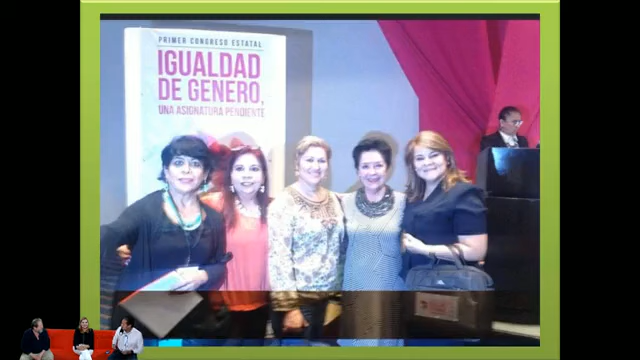 PRIMER CONGRESO ESTATAL
IGUALDAD
DE GENERO,
UNA ASIGNATURA PENDIENTE